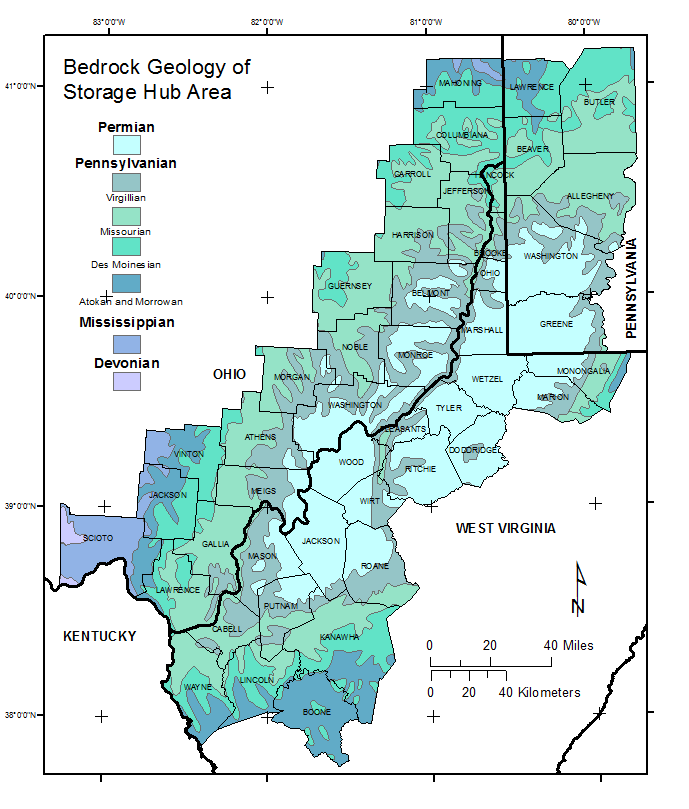 83°0'0"W 82°0'0"W 81°0'0"W 80°0'0"W
Bedrock Geology of
Storage Hub Area
Permian
Pennsylvanian
Virgillian
Missourian
Des Moinesian
Atokan and Morrowan
Mississippian
Devonian
41°0'0"N
40°0'0"N
39°0'0"N
38°0'0"N
MAHONING
LAWRENCE
BUTLER
COLUMBIANA
BEAVER
CARROLL
NCOCK
JEFFERSON
ALLEGHENY
HARRISON
BROOKE
WASHINGTON
OHIO
GUERNSEY
BELMONT
PENNSYLVANIA
MARSHALL
GREENE
NOBLE
MONROE
OHIO
MORGAN
WETZEL
MONONGALIA
MARION
WASHINGTON
TYLER
PLEASANTS
ATHENS
DODDRIDGE
VINTON
WOOD
RITCHIE
JACKSON
MEIGS
WIRT
WEST VIRGINIA
SCIOTO
GALLIA
MASON
JACKSON
ROANE
LAWRENCE
PUTNAM
N
KENTUCKY
CABELL
KANAWHA
0 20 40 Miles
LINCOLN
WAYNE
0 20 40 Kilometers
BOONE